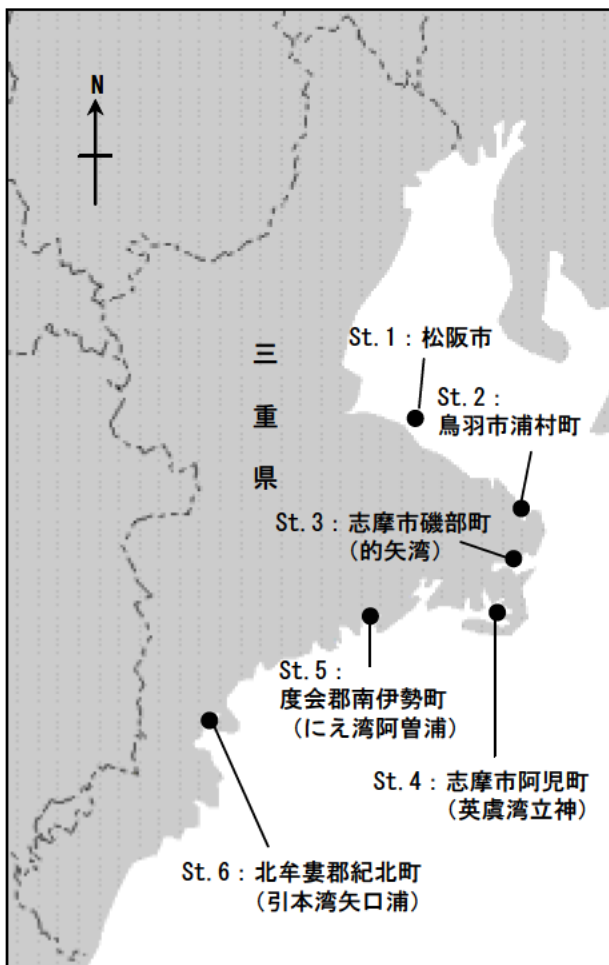 N
St.1：松阪市
三重県
St.2：
鳥羽市浦村町
St.3：志摩市磯部町
（的矢湾）
St.5：
度会郡南伊勢町
（にえ湾阿曽浦）
St.4：志摩市阿児町
（英虞湾立神）
St.6：北牟婁郡紀北町
（引本湾矢口浦）